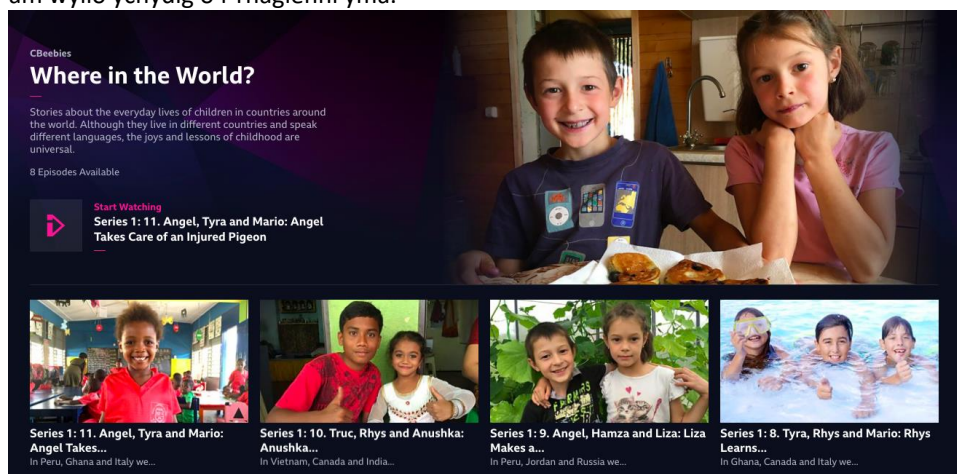 CBeebies
Where in the World?
Stories about the everyday lives of children in countries around
the world. Although they live in different countries and speak
different languages, the joys and lessons of childhood are
universal.
8 Episodes Available
Start Watching
Series 1: 11. Angel, Tyra and Mario: Angel
Takes Care of an Injured Pigeon
Series 1: 11. Angel, Tyra and Mario:
Angel Takes...
In Peru, Ghana and Italy we...
Series 1: 10. Truc, Rhys and Anushka:
Anushka...
In Vietnam, Canada and India...
Series 1: 9. Angel, Hamza and Liza: Liza
Makes a...
In Peru, Jordan and Russia we...
Series 1: 8. Tyra, Rhys and Mario: Rhys
Learns...
In Ghana, Canada and Italy we...